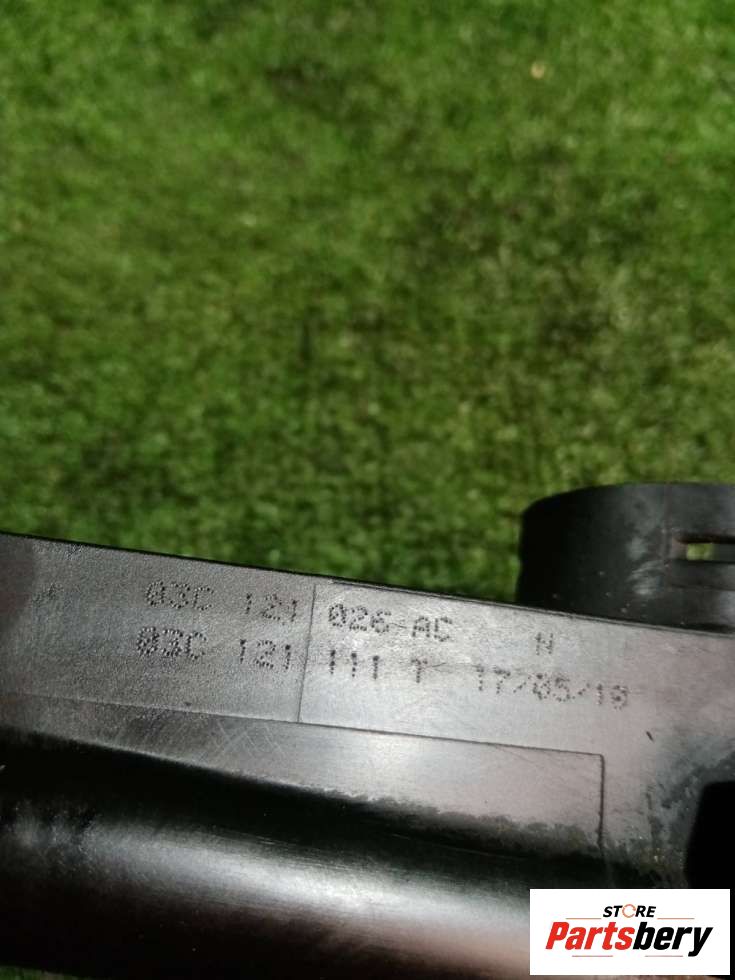 03C 121 026 AC N
03C 121 111 T 17/05/10
STORE
Partsbery